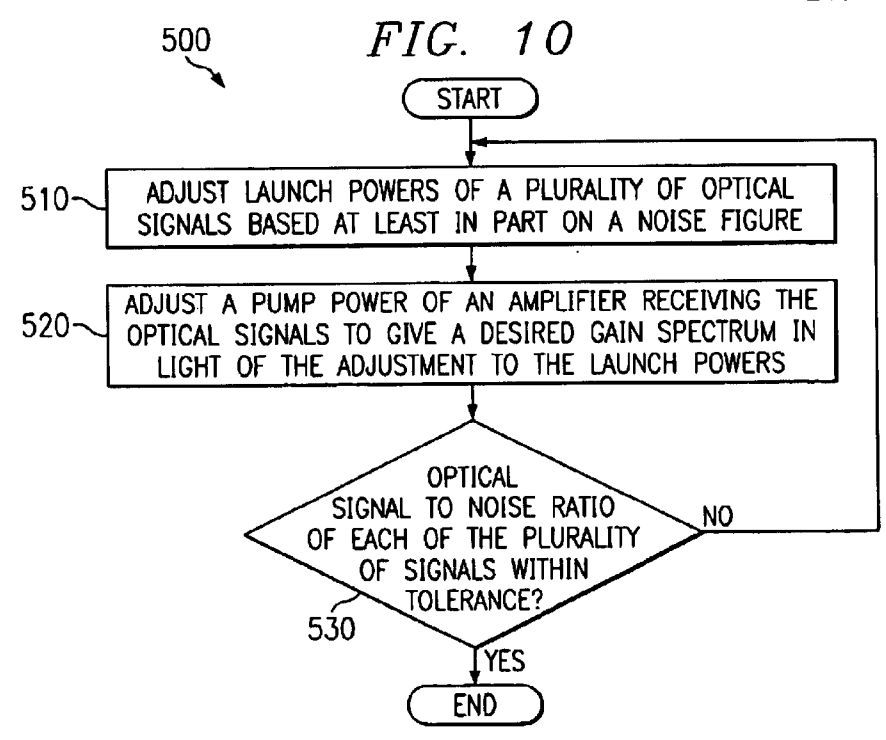 FIG. 10
500
START
510
ADJUST LAUNCH POWERS OF A PLURALITY OF OPTICAL
SIGNALS BASED AT LEAST IN PART ON A NOISE FIGURE
520
ADJUST A PUMP POWER OF AN AMPLIFIER RECEIVING THE
OPTICAL SIGNALS TO GIVE A DESIRED GAIN SPECTRUM IN
LIGHT OF THE ADJUSTMENT TO THE LAUNCH POWERS
OPTICAL
SIGNAL TO NOISE RATIO
OF EACH OF THE PLURALITY
OF SIGNALS WITHIN
TOLERANCE?
NO
530
YES
END